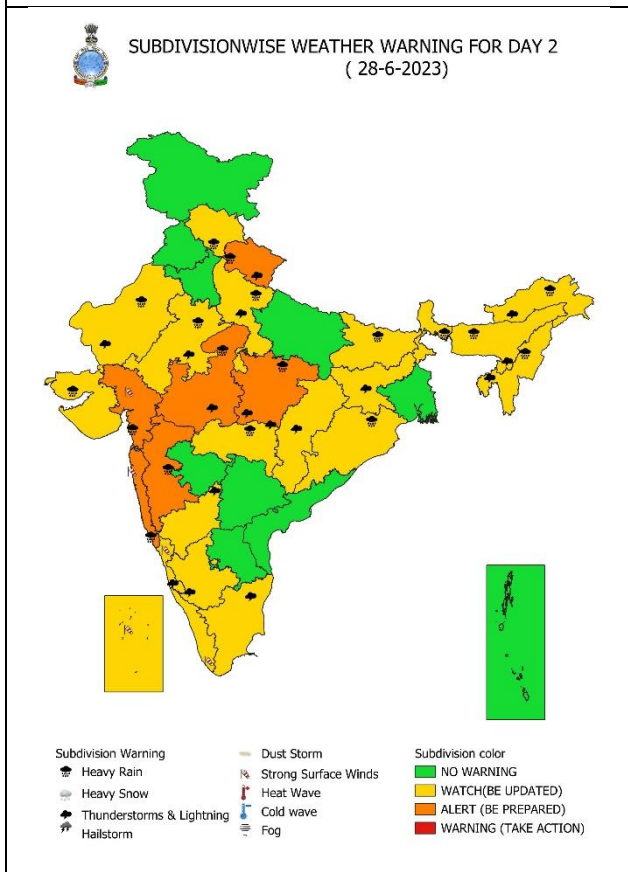 SUBDIVISIONWISE WEATHER WARNING FOR DAY 2
( 28-6-2023)
Subdivision Warning
Heavy Rain
Heavy Snow
Thunderstorms & Lightning
Hailstorm
Dust Storm
Strong Surface Winds
Heat Wave
Cold wave
Fog
Subdivision color
NO WARNING
WATCH(BE UPDATED)
ALERT (BE PREPARED)
WARNING (TAKE ACTION)